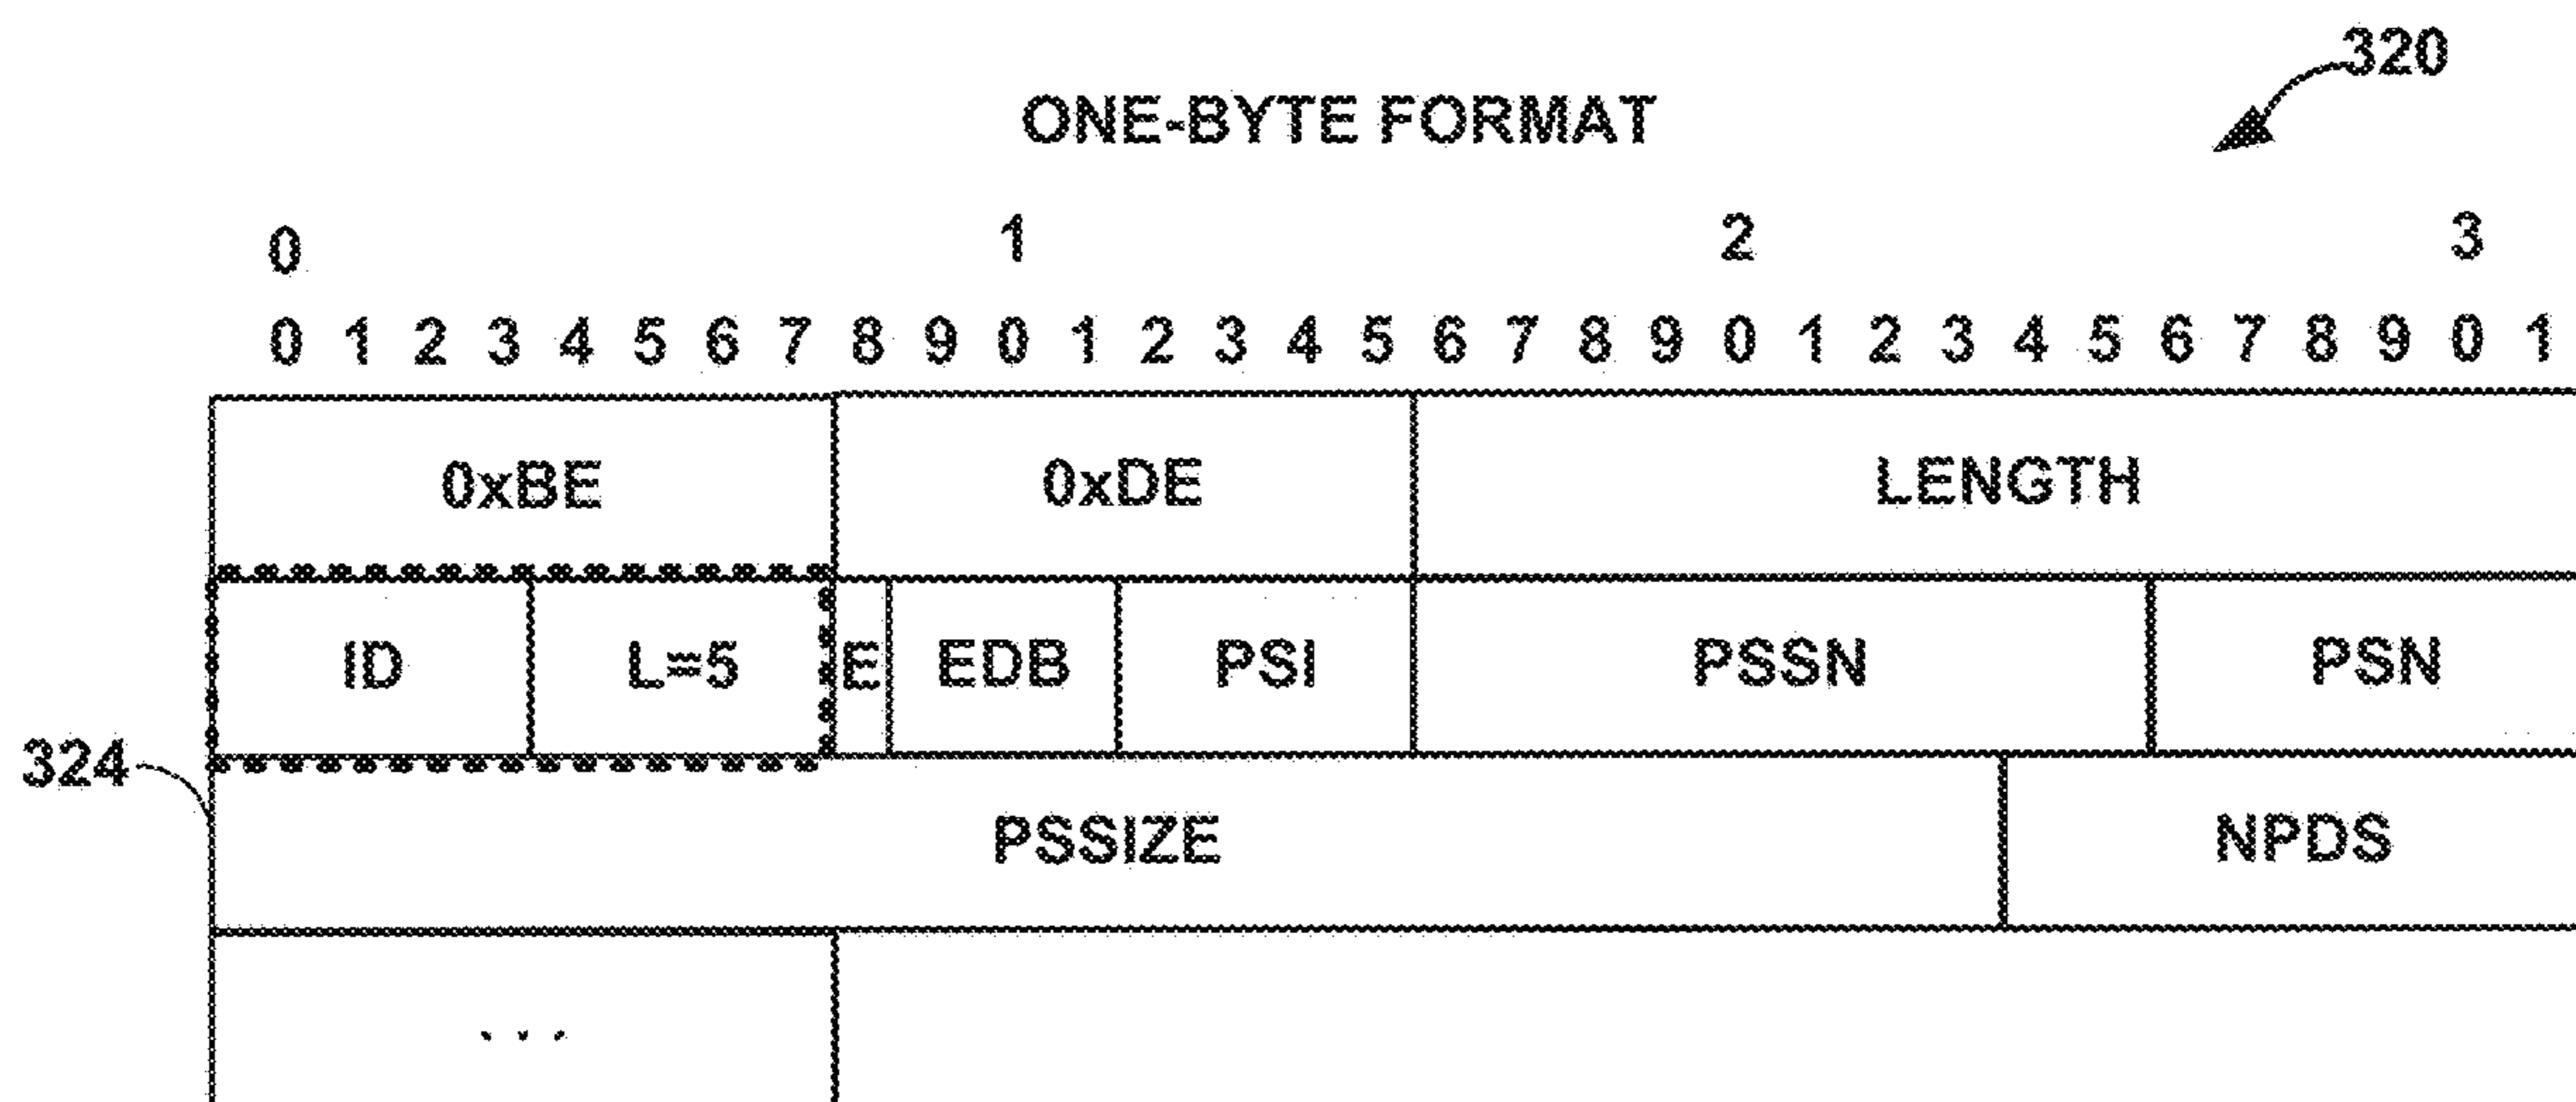 320
ONE-BYTE FORMAT
0 1 2 3
0 1 2 3 4 5 6 7 8 9 0 1 2 3 4 5 6 7 8 9 0 1 2 3 4 5 6 7 8 9 0 1
0xBE 0xDE LENGTH
ID L=5 E EDB PSI PSSN PSN
324
PSSIZE NPDS
...